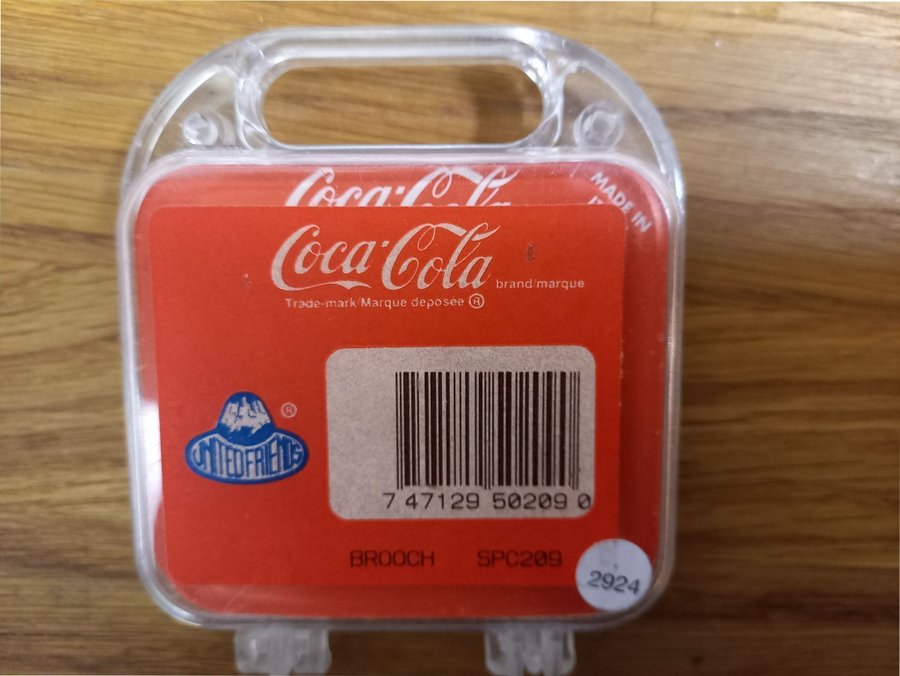 Coca-Cola
MADE IN
Coca-Cola
brand/marque
Trade-mark/Marque deposée ®
®
UNITED FRIENDS
7 47129 50209 0
BROOCH SPC209
2924